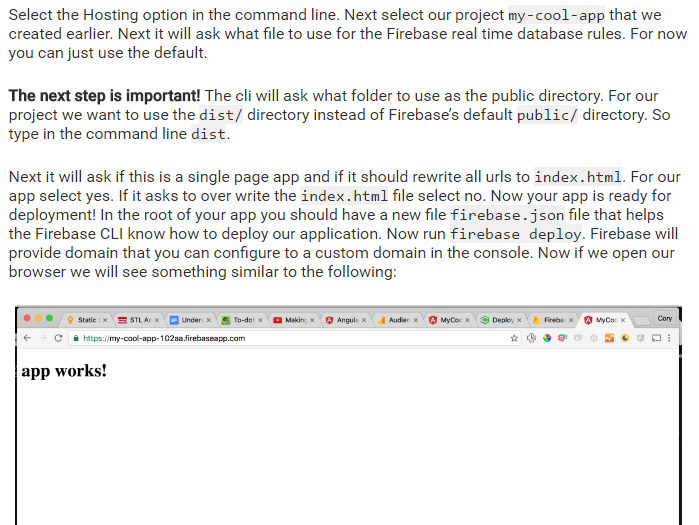 Select the Hosting option in the command line. Next select our project my-cool-app that we
created earlier. Next it will ask what file to use for the Firebase real time database rules. For now
you can just use the default.
The next step is important! The cli will ask what folder to use as the public directory. For our
project we want to use the dist/ directory instead of Firebase’s default public/ directory. So
type in the command line dist.
Next it will ask if this is a single page app and if it should rewrite all urls to index.html. For our
app select yes. If it asks to over write the index.html file select no. Now your app is ready for
deployment! In the root of your app you should have a new file firebase.json file that helps
the Firebase CLI know how to deploy our application. Now run firebase deploy. Firebase will
provide domain that you can configure to a custom domain in the console. Now if we open our
browser we will see something similar to the following:
Static STL An Under To-do! Making Angula Audien MyCoo Deploy Fireba MyCoo Cory
https://my-cool-app-102aa.firebaseapp.com
app works!